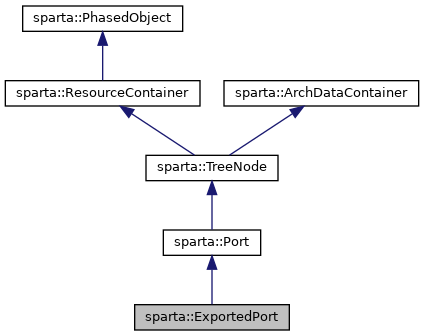 sparta::PhasedObject
sparta::ResourceContainer
sparta::ArchDataContainer
sparta::TreeNode
sparta::Port
sparta::ExportedPort